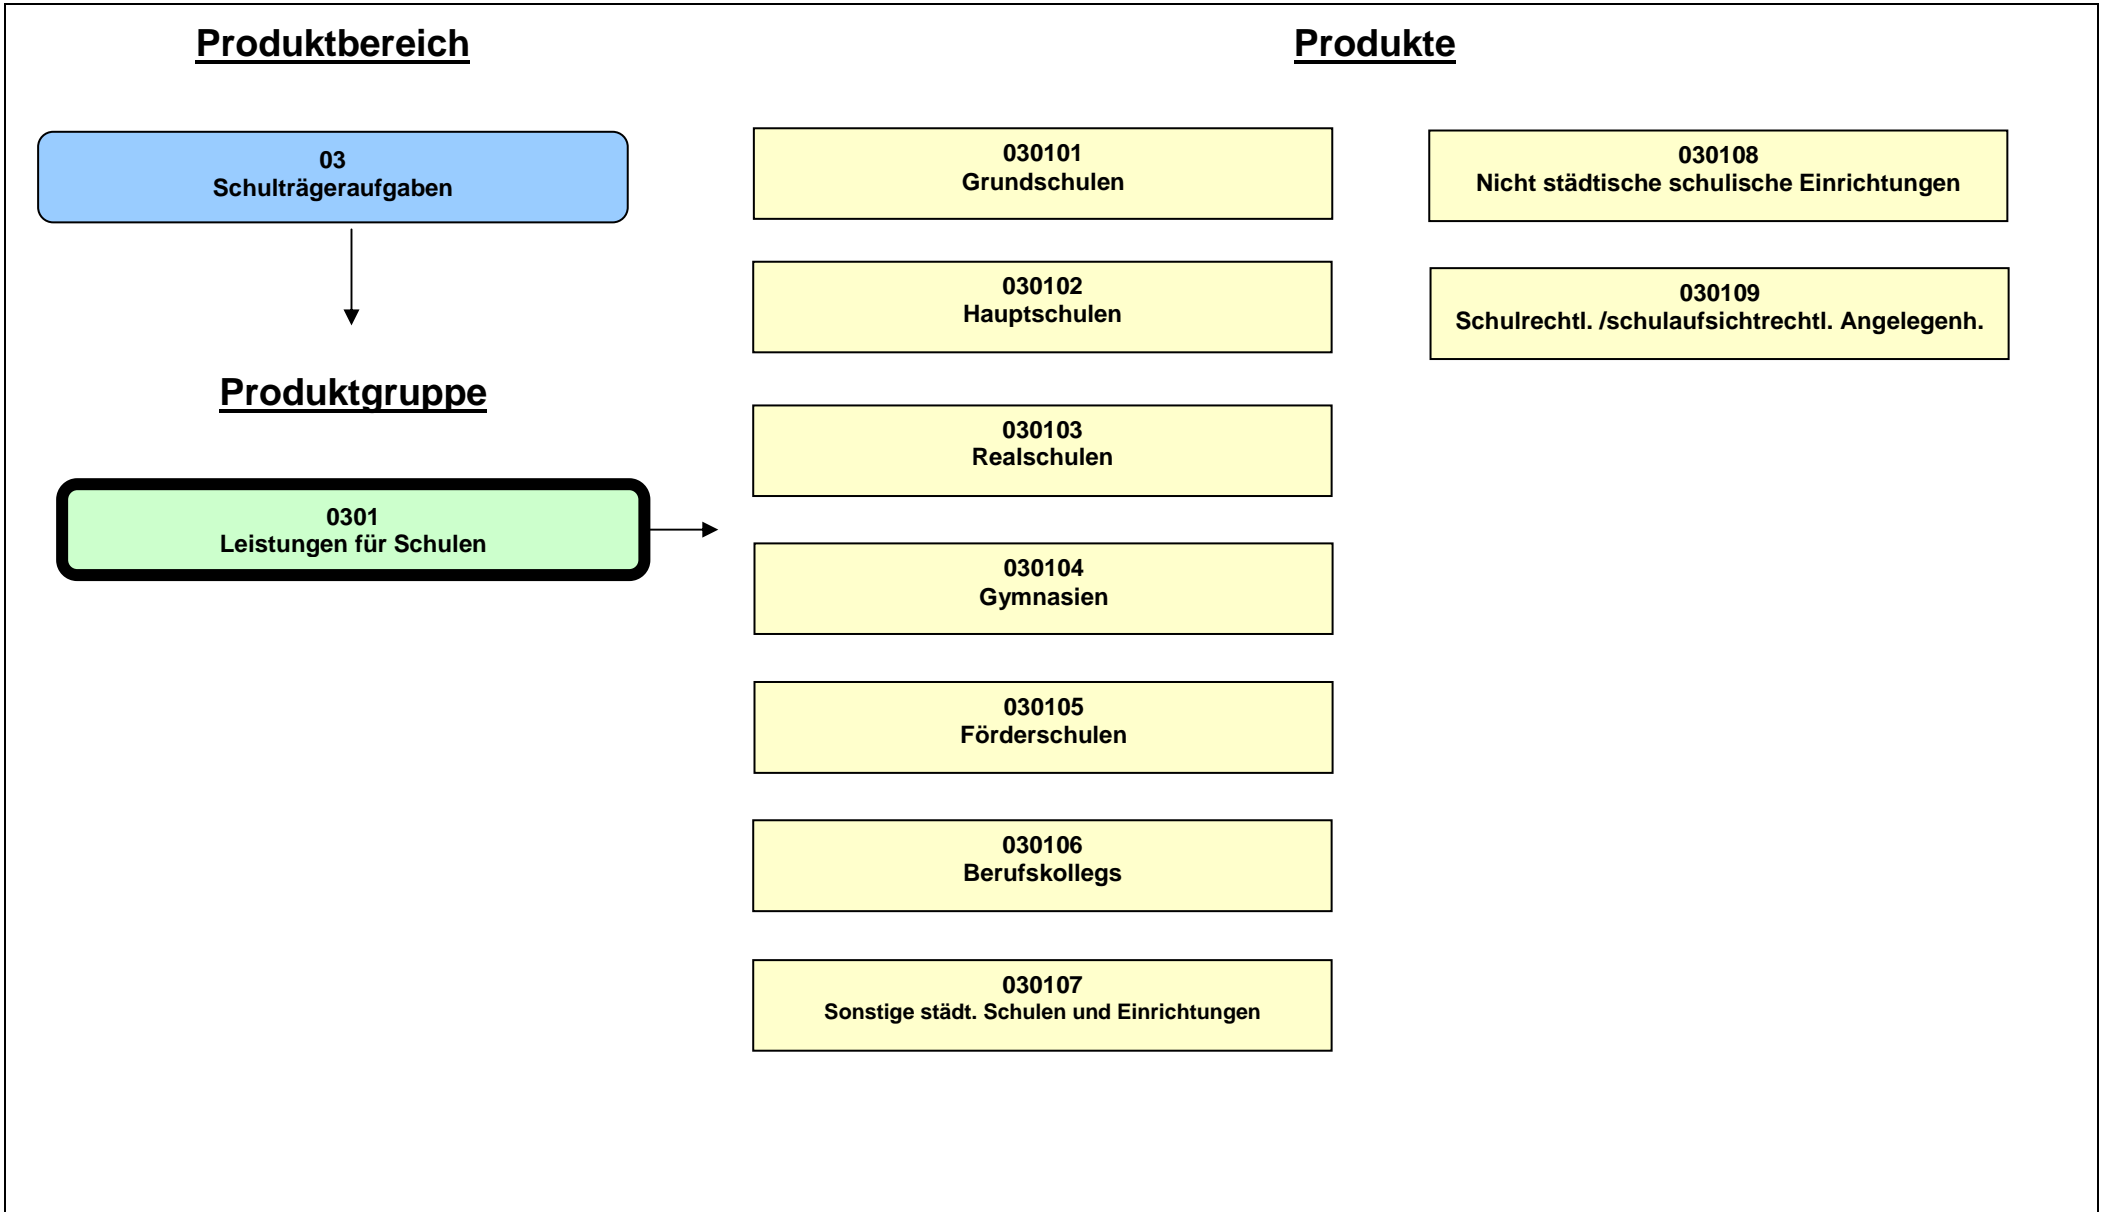 Produktbereich
03
Schulträgeraufgaben
Produktgruppe
0301
Leistungen für Schulen
Produkte
030101
Grundschulen
030102
Hauptschulen
030103
Realschulen
030104
Gymnasien
030105
Förderschulen
030106
Berufskollegs
030107
Sonstige städt. Schulen und Einrichtungen
030108
Nicht städtische schulische Einrichtungen
030109
Schulrechtl. /schulaufsichtrechtl. Angelegenh.